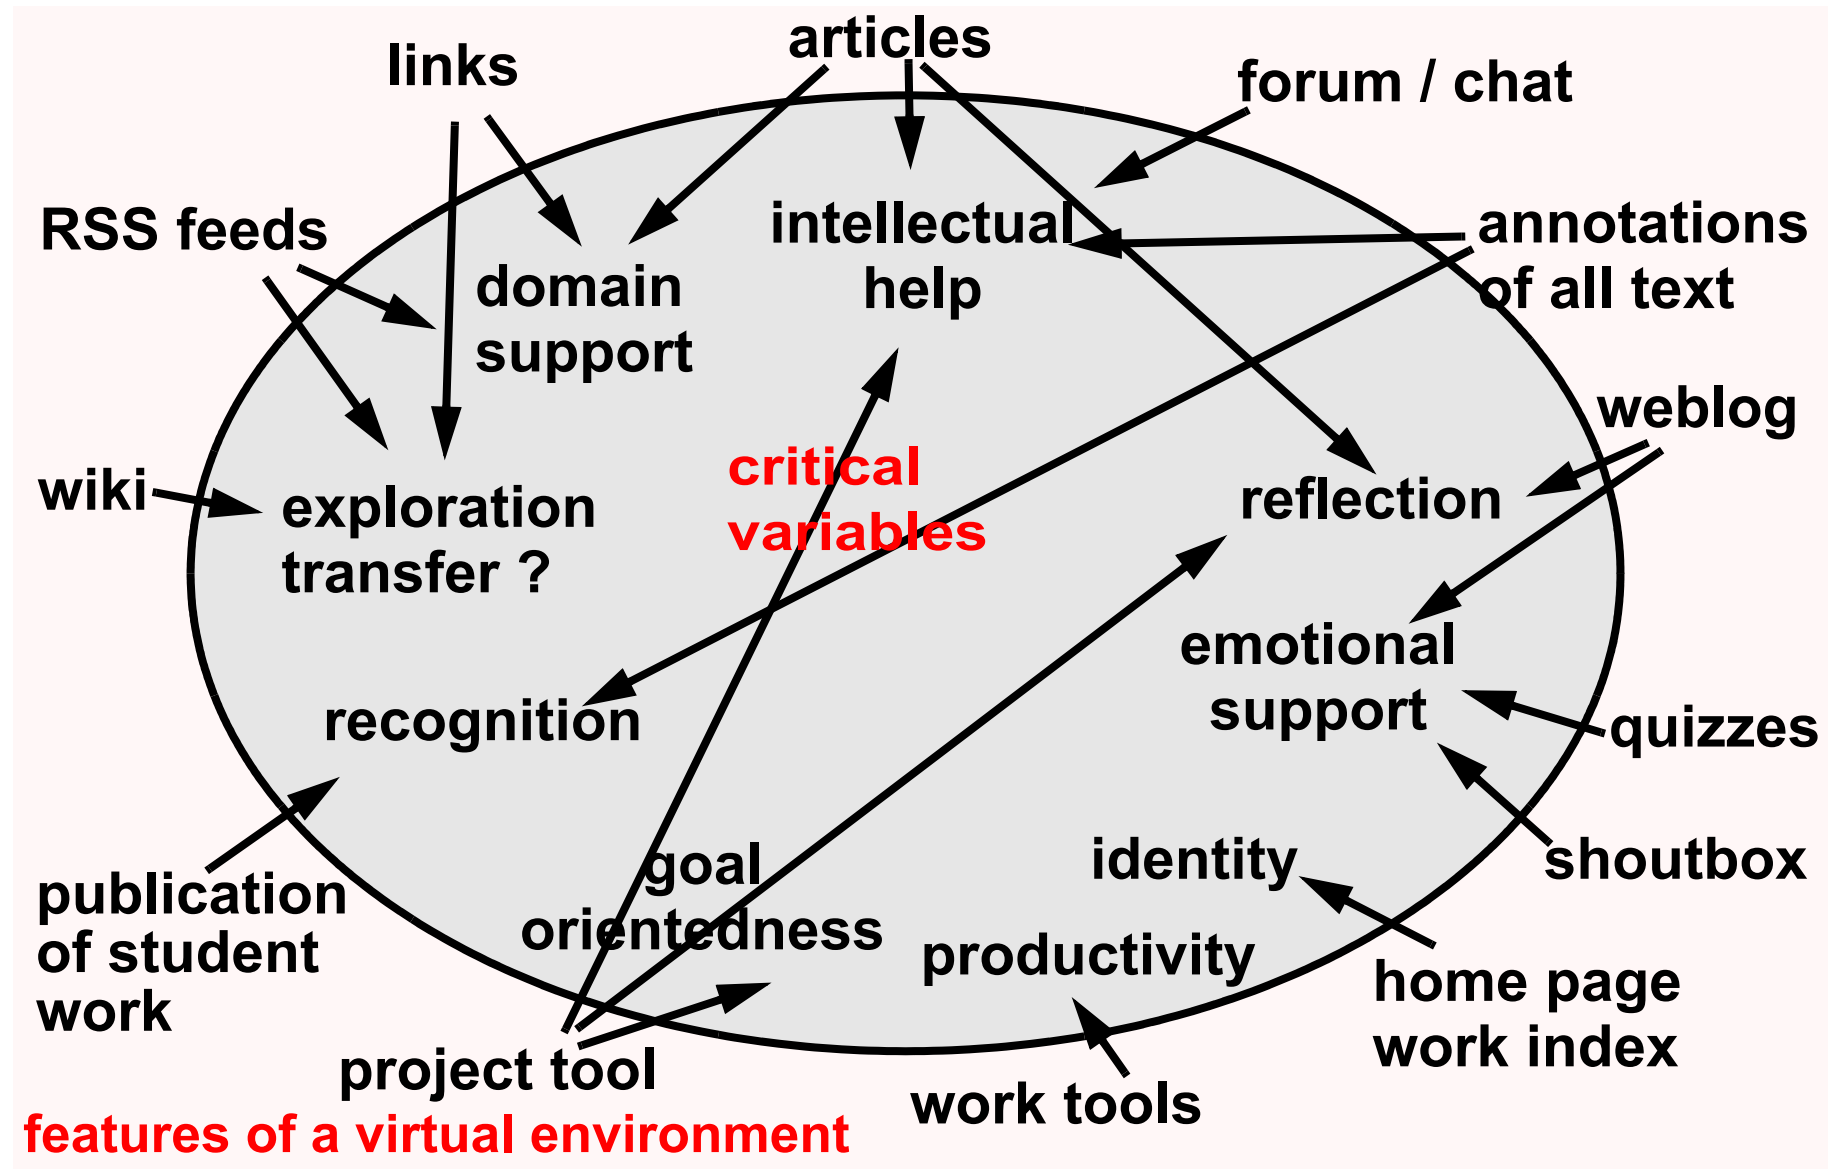 articles
links
forum / chat
RSS feeds
intellectual
help
annotations
of all text
domain
support
weblog
critical
variables
wiki
exploration
transfer ?
reflection
emotional
support
recognition
quizzes
identity
shoutbox
goal
orientedness
publication
of student
work
productivity
home page
work index
project tool
work tools
features of a virtual environment